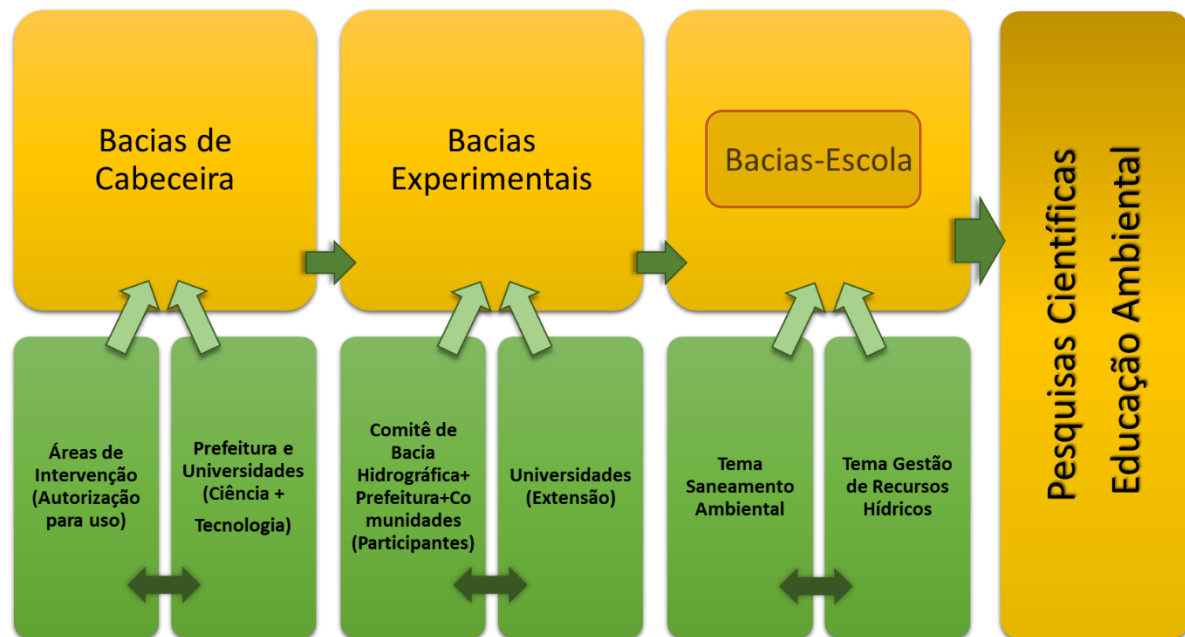 Bacias de
Cabeceira
Bacias
Experimentais
Bacias-Escola
Áreas de
Intervenção
(Autorização
para uso)
Prefeitura e
Universidades
(Ciência +
Tecnologia)
Comitê de
Bacia
Hidrográfica+
Prefeitura+Co
munidades
(Participantes)
Universidades
(Extensão)
Tema
Saneamento
Ambiental
Tema Gestão
de Recursos
Hídricos
Pesquisas Científicas
Educação Ambiental